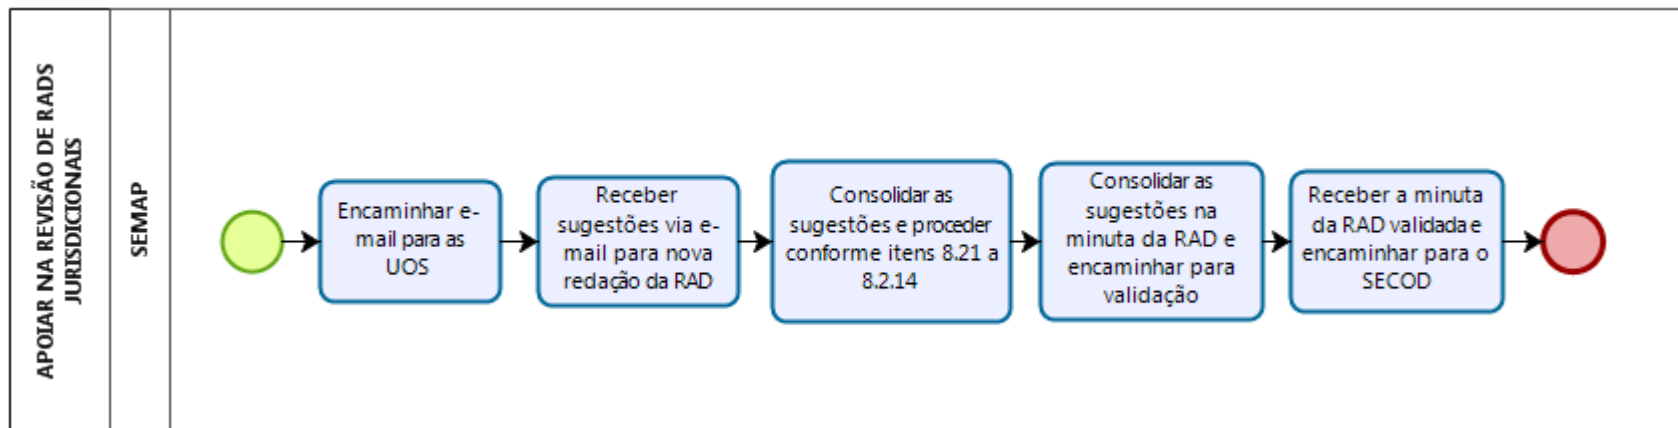 APOIAR NA REVISÃO DE RADS
JURISDICIONAIS
SEMAP
Encaminhar e-
mail para as
UOS
Receber
sugestões via e-
mail para nova
redação da RAD
Consolidar as
sugestões e proceder
conforme itens 8.21 a
8.2.14
Consolidar as
sugestões na
minuta da RAD e
encaminhar para
validação
Receber a minuta
da RAD validada e
encaminhar para o
SECOD